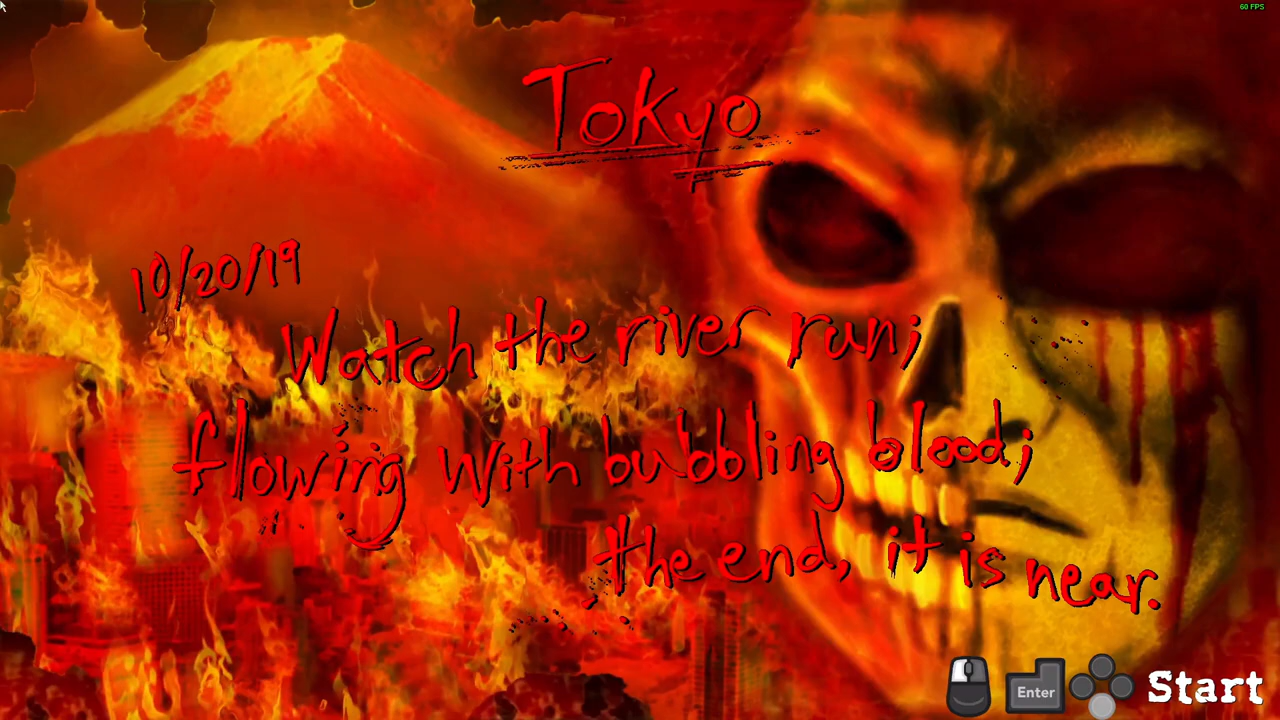 60 FPS
Tokyo
10/20/19
Watch the river run;
flowing with bubbling blood;
the end, it is near.
Enter Start